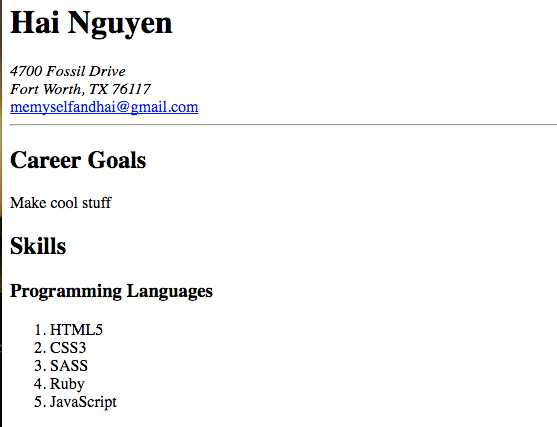 Hai Nguyen
4700 Fossil Drive
Fort Worth, TX 76117
memyselfandhai@gmail.com
Career Goals
Make cool stuff
Skills
Programming Languages
1. HTML5
2. CSS3
3. SASS
4. Ruby
5. JavaScript